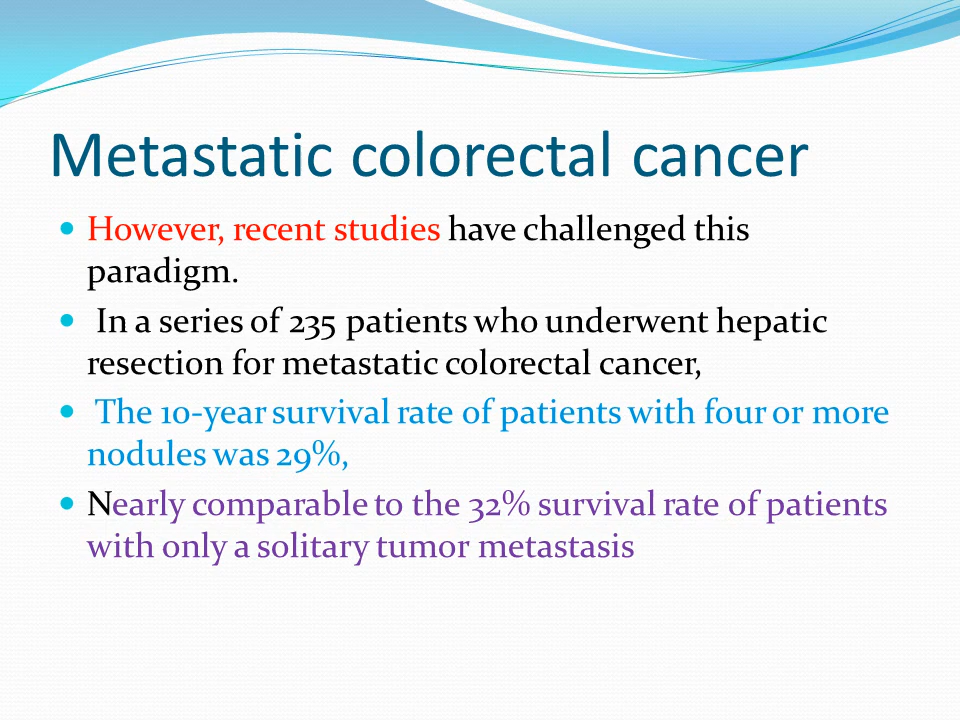 Metastatic colorectal cancer
However, recent studies have challenged this
paradigm.
In a series of 235 patients who underwent hepatic
resection for metastatic colorectal cancer,
The 10-year survival rate of patients with four or more
nodules was 29%,
Nearly comparable to the 32% survival rate of patients
with only a solitary tumor metastasis